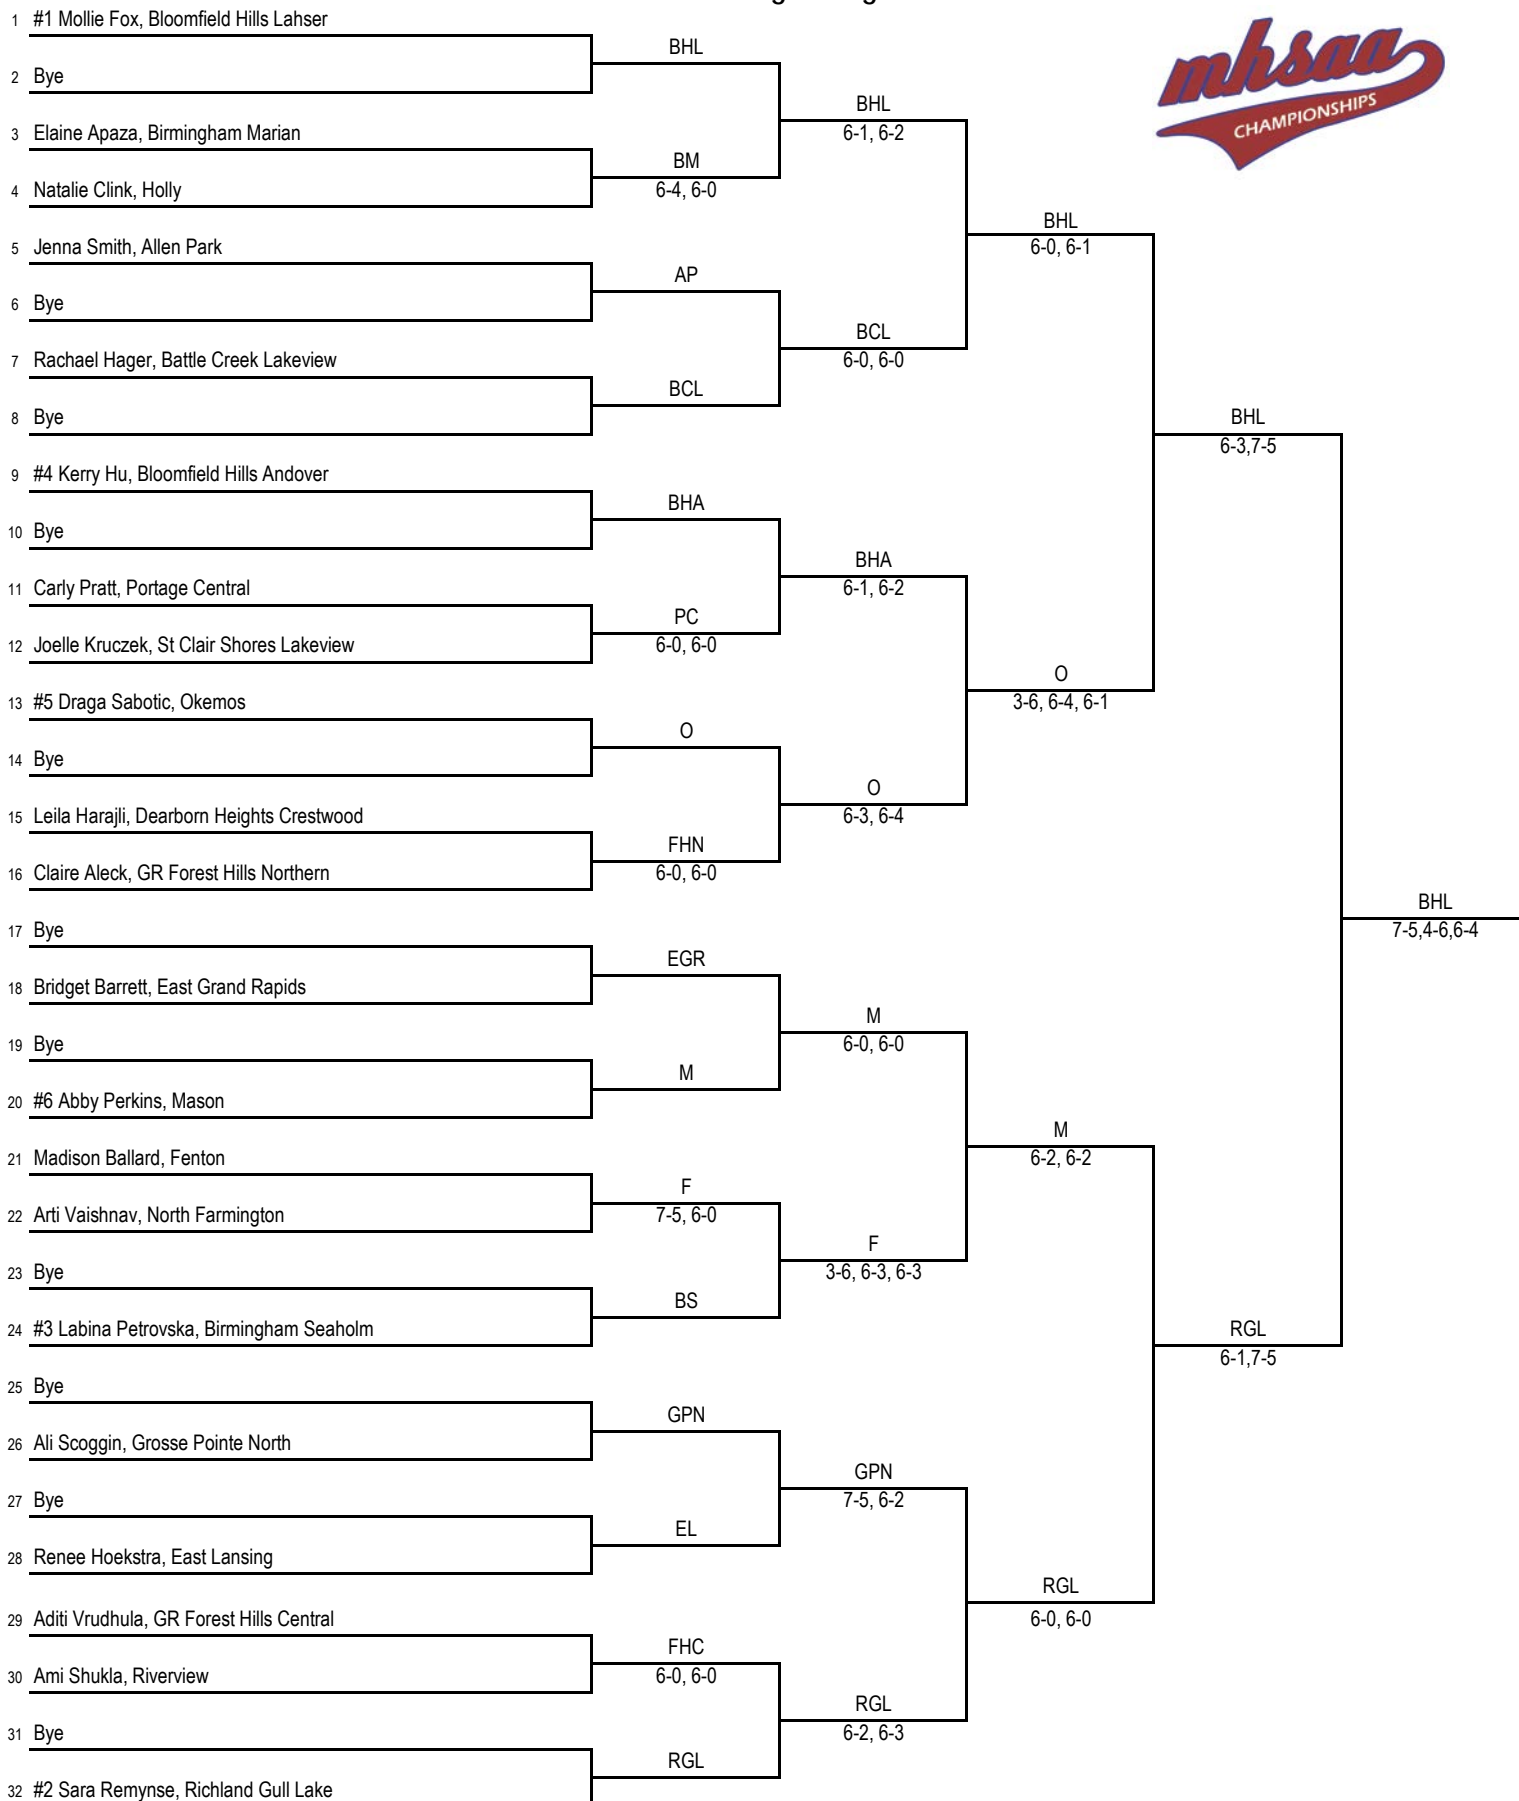 mhsaa
CHAMPIONSHIPS
1 #1 Mollie Fox, Bloomfield Hills Lahser
BHL
2 Bye
BHL
6-1, 6-2
3 Elaine Apaza, Birmingham Marian
BM
6-4, 6-0
4 Natalie Clink, Holly
BHL
6-0, 6-1
5 Jenna Smith, Allen Park
AP
6 Bye
BCL
6-0, 6-0
7 Rachael Hager, Battle Creek Lakeview
BCL
8 Bye
BHL
6-3,7-5
9 #4 Kerry Hu, Bloomfield Hills Andover
BHA
10 Bye
BHA
6-1, 6-2
11 Carly Pratt, Portage Central
PC
6-0, 6-0
12 Joelle Kruczek, St Clair Shores Lakeview
O
3-6, 6-4, 6-1
13 #5 Draga Sabotic, Okemos
O
14 Bye
O
6-3, 6-4
15 Leila Harajli, Dearborn Heights Crestwood
FHN
6-0, 6-0
16 Claire Aleck, GR Forest Hills Northern
BHL
7-5,4-6,6-4
17 Bye
EGR
18 Bridget Barrett, East Grand Rapids
M
6-0, 6-0
19 Bye
M
20 #6 Abby Perkins, Mason
M
6-2, 6-2
21 Madison Ballard, Fenton
F
7-5, 6-0
22 Arti Vaishnav, North Farmington
F
3-6, 6-3, 6-3
23 Bye
BS
24 #3 Labina Petrovska, Birmingham Seaholm
RGL
6-1,7-5
25 Bye
GPN
26 Ali Scoggin, Grosse Pointe North
GPN
7-5, 6-2
27 Bye
EL
28 Renee Hoekstra, East Lansing
RGL
6-0, 6-0
29 Aditi Vrudhula, GR Forest Hills Central
FHC
6-0, 6-0
30 Ami Shukla, Riverview
RGL
6-2, 6-3
31 Bye
RGL
32 #2 Sara Remynse, Richland Gull Lake